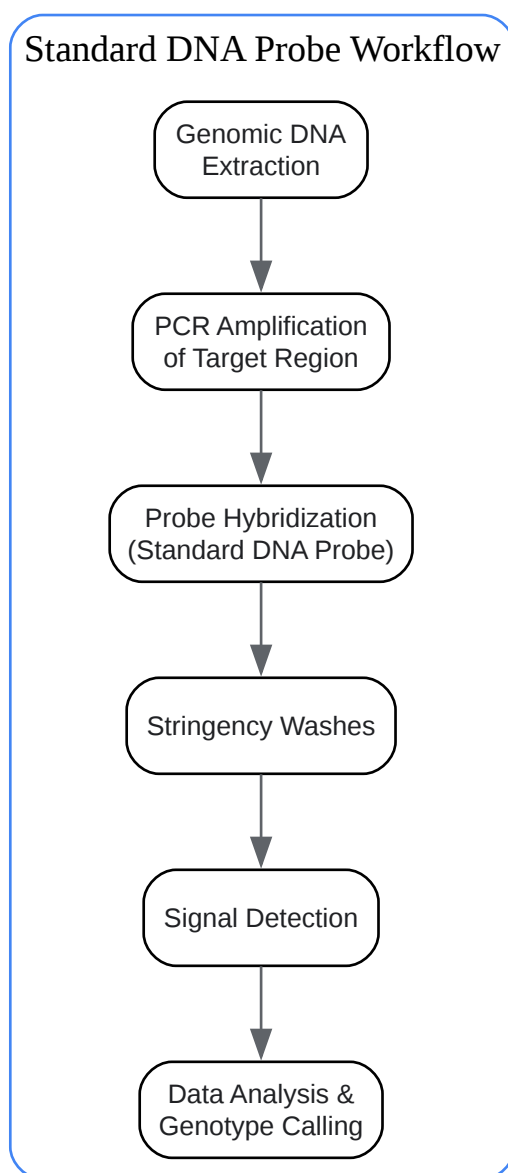 Standard DNA Probe Workflow
Genomic DNA
Extraction
PCR Amplification
of Target Region
Probe Hybridization
(Standard DNA Probe)
Stringency Washes
Signal Detection
Data Analysis &
Genotype Calling